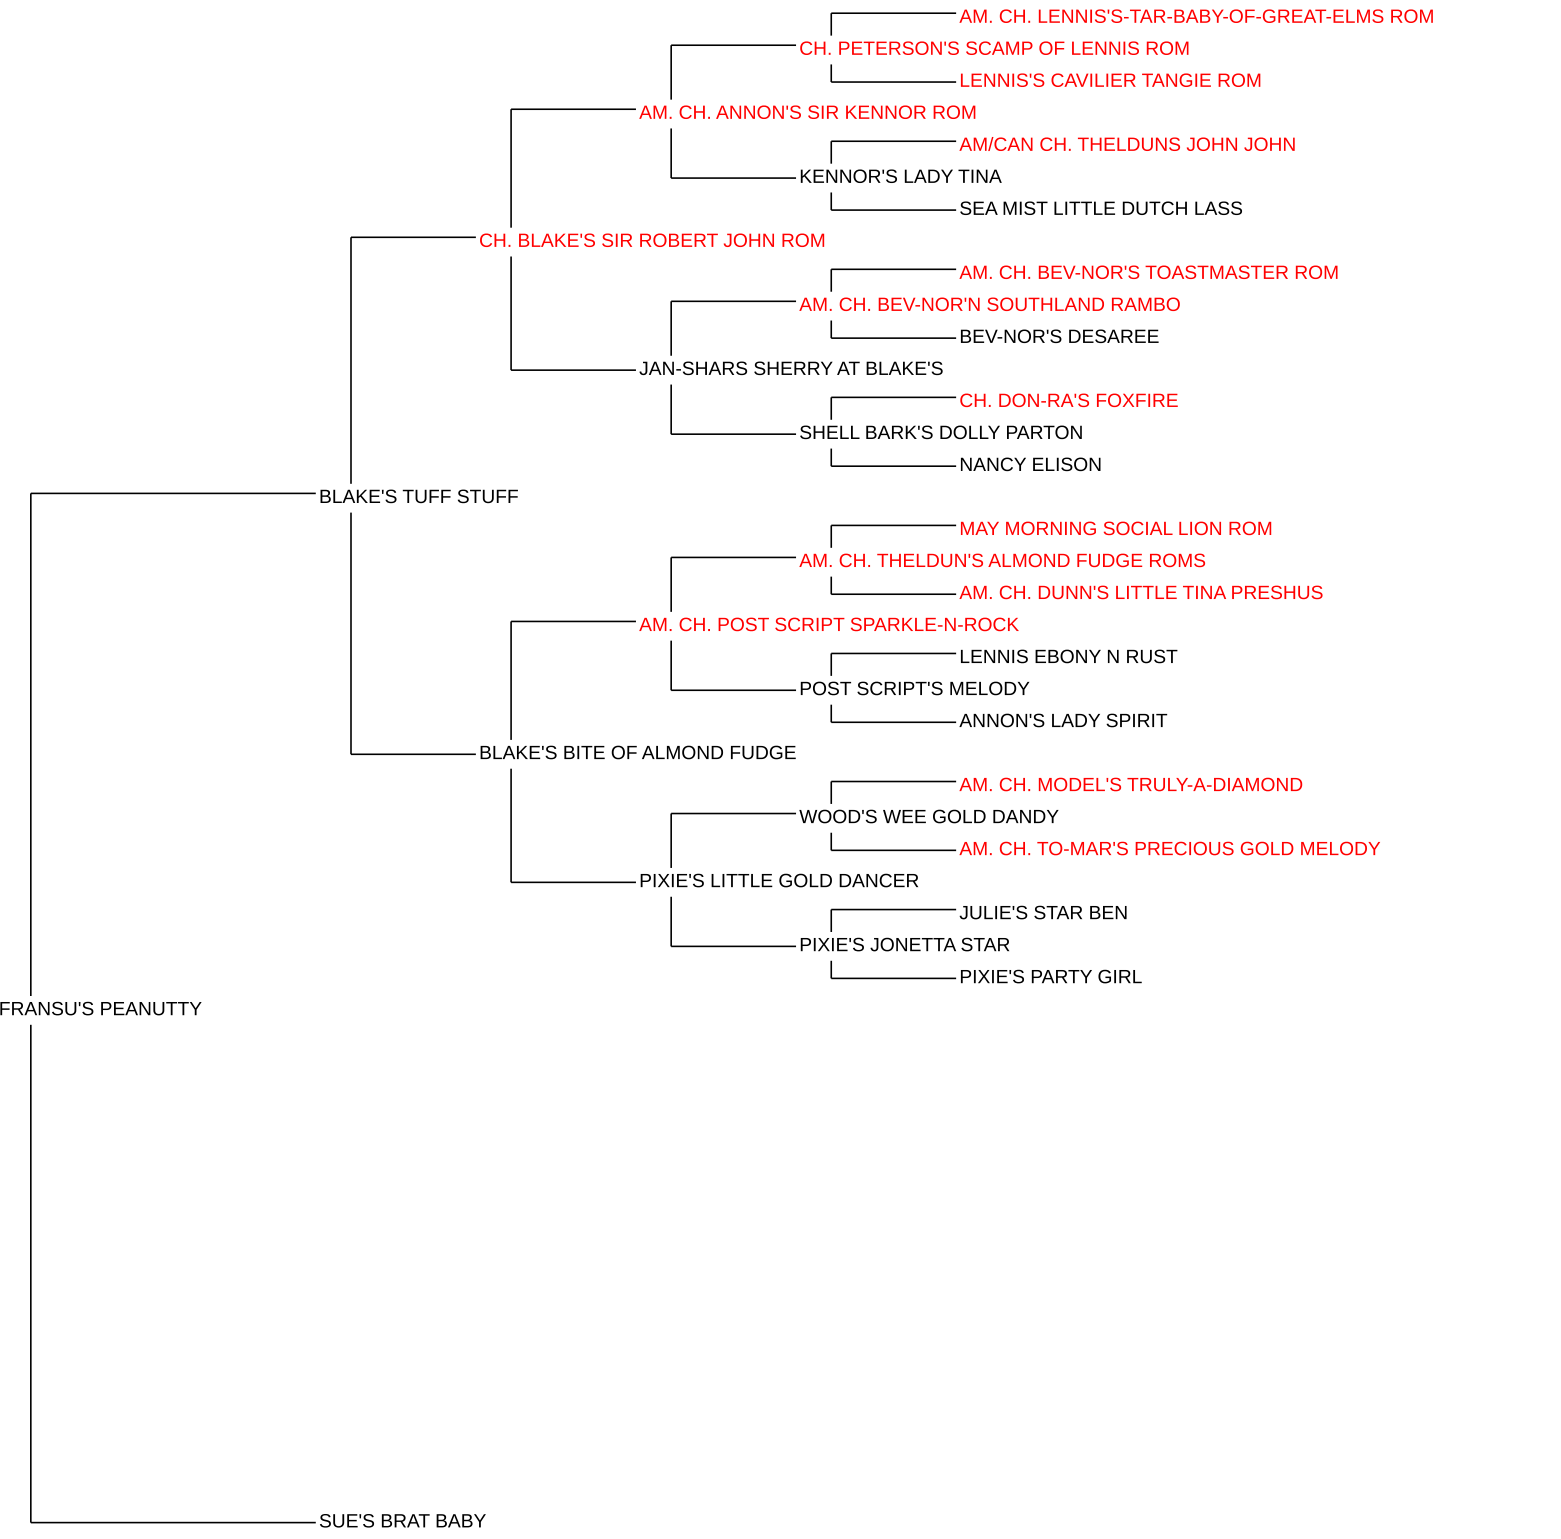 AM. CH. LENNIS'S-TAR-BABY-OF-GREAT-ELMS ROM
CH. PETERSON'S SCAMP OF LENNIS ROM
LENNIS'S CAVILIER TANGIE ROM
AM. CH. ANNON'S SIR KENNOR ROM
AM/CAN CH. THELDUNS JOHN JOHN
KENNOR'S LADY TINA
SEA MIST LITTLE DUTCH LASS
CH. BLAKE'S SIR ROBERT JOHN ROM
AM. CH. BEV-NOR'S TOASTMASTER ROM
AM. CH. BEV-NOR'N SOUTHLAND RAMBO
BEV-NOR'S DESAREE
JAN-SHARS SHERRY AT BLAKE'S
CH. DON-RA'S FOXFIRE
SHELL BARK'S DOLLY PARTON
NANCY ELISON
BLAKE'S TUFF STUFF
MAY MORNING SOCIAL LION ROM
AM. CH. THELDUN'S ALMOND FUDGE ROMS
AM. CH. DUNN'S LITTLE TINA PRESHUS
AM. CH. POST SCRIPT SPARKLE-N-ROCK
LENNIS EBONY N RUST
POST SCRIPT'S MELODY
ANNON'S LADY SPIRIT
BLAKE'S BITE OF ALMOND FUDGE
AM. CH. MODEL'S TRULY-A-DIAMOND
WOOD'S WEE GOLD DANDY
AM. CH. TO-MAR'S PRECIOUS GOLD MELODY
PIXIE'S LITTLE GOLD DANCER
JULIE'S STAR BEN
PIXIE'S JONETTA STAR
PIXIE'S PARTY GIRL
FRANSU'S PEANUTTY
SUE'S BRAT BABY